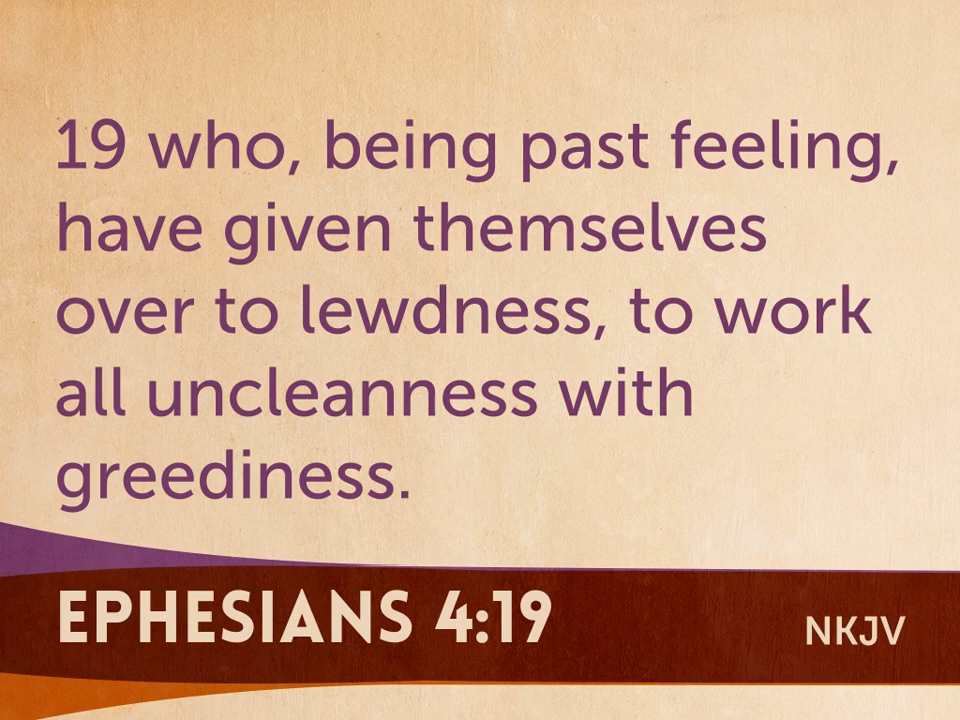 19 who, being past feeling,
have given themselves
over to lewdness, to work
all uncleanness with
greediness.
EPHESIANS 4:19
NKJV